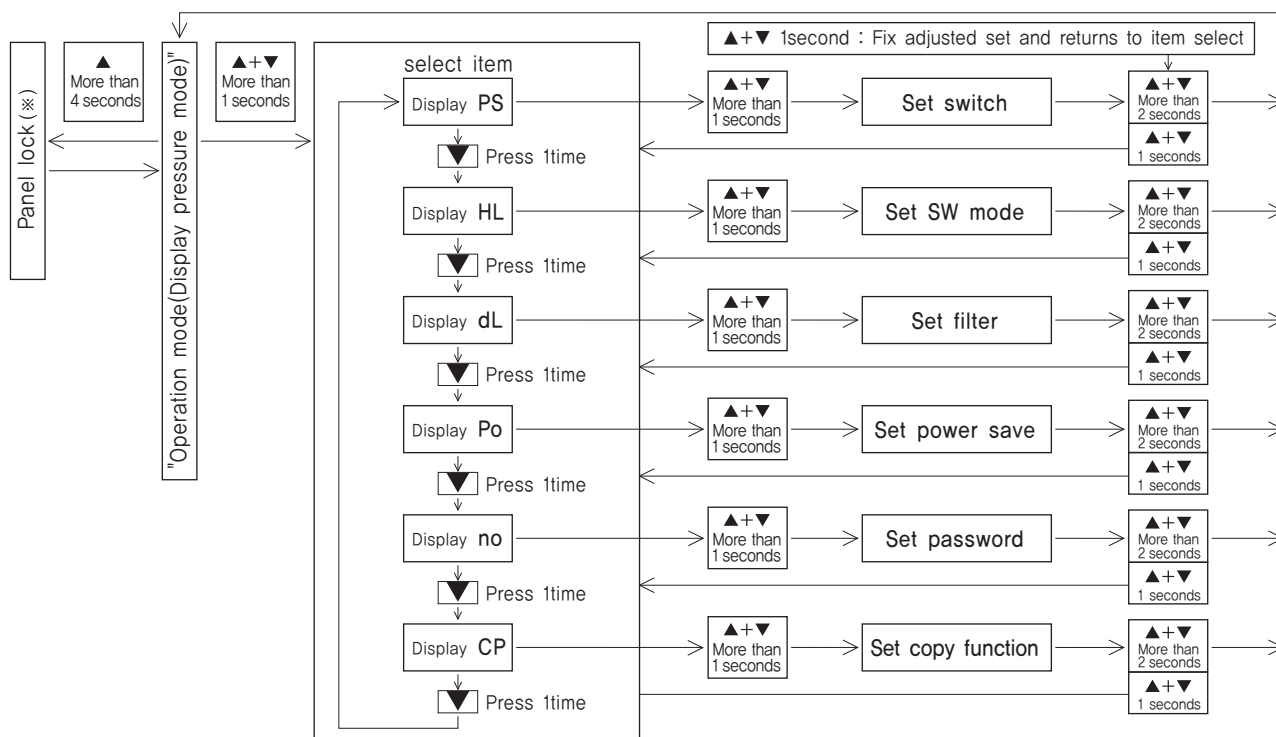 ▲+▼ 1second : Fix adjusted set and returns to item select
Panel lock(※)
▲
More than
4 seconds
"Operation mode(Display pressure mode)"
▲+▼
More than
1 seconds
select item
Display PS
▲+▼
More than
1 seconds
Set switch
▲+▼
More than
2 seconds
▲+▼
1 seconds
▼ Press 1time
Display HL
▲+▼
More than
1 seconds
Set SW mode
▲+▼
More than
2 seconds
▲+▼
1 seconds
▼ Press 1time
Display dL
▲+▼
More than
1 seconds
Set filter
▲+▼
More than
2 seconds
▲+▼
1 seconds
▼ Press 1time
Display Po
▲+▼
More than
1 seconds
Set power save
▲+▼
More than
2 seconds
▲+▼
1 seconds
▼ Press 1time
Display no
▲+▼
More than
1 seconds
Set password
▲+▼
More than
2 seconds
▲+▼
1 seconds
▼ Press 1time
Display CP
▲+▼
More than
1 seconds
Set copy function
▲+▼
More than
2 seconds
▲+▼
1 seconds
▼ Press 1time